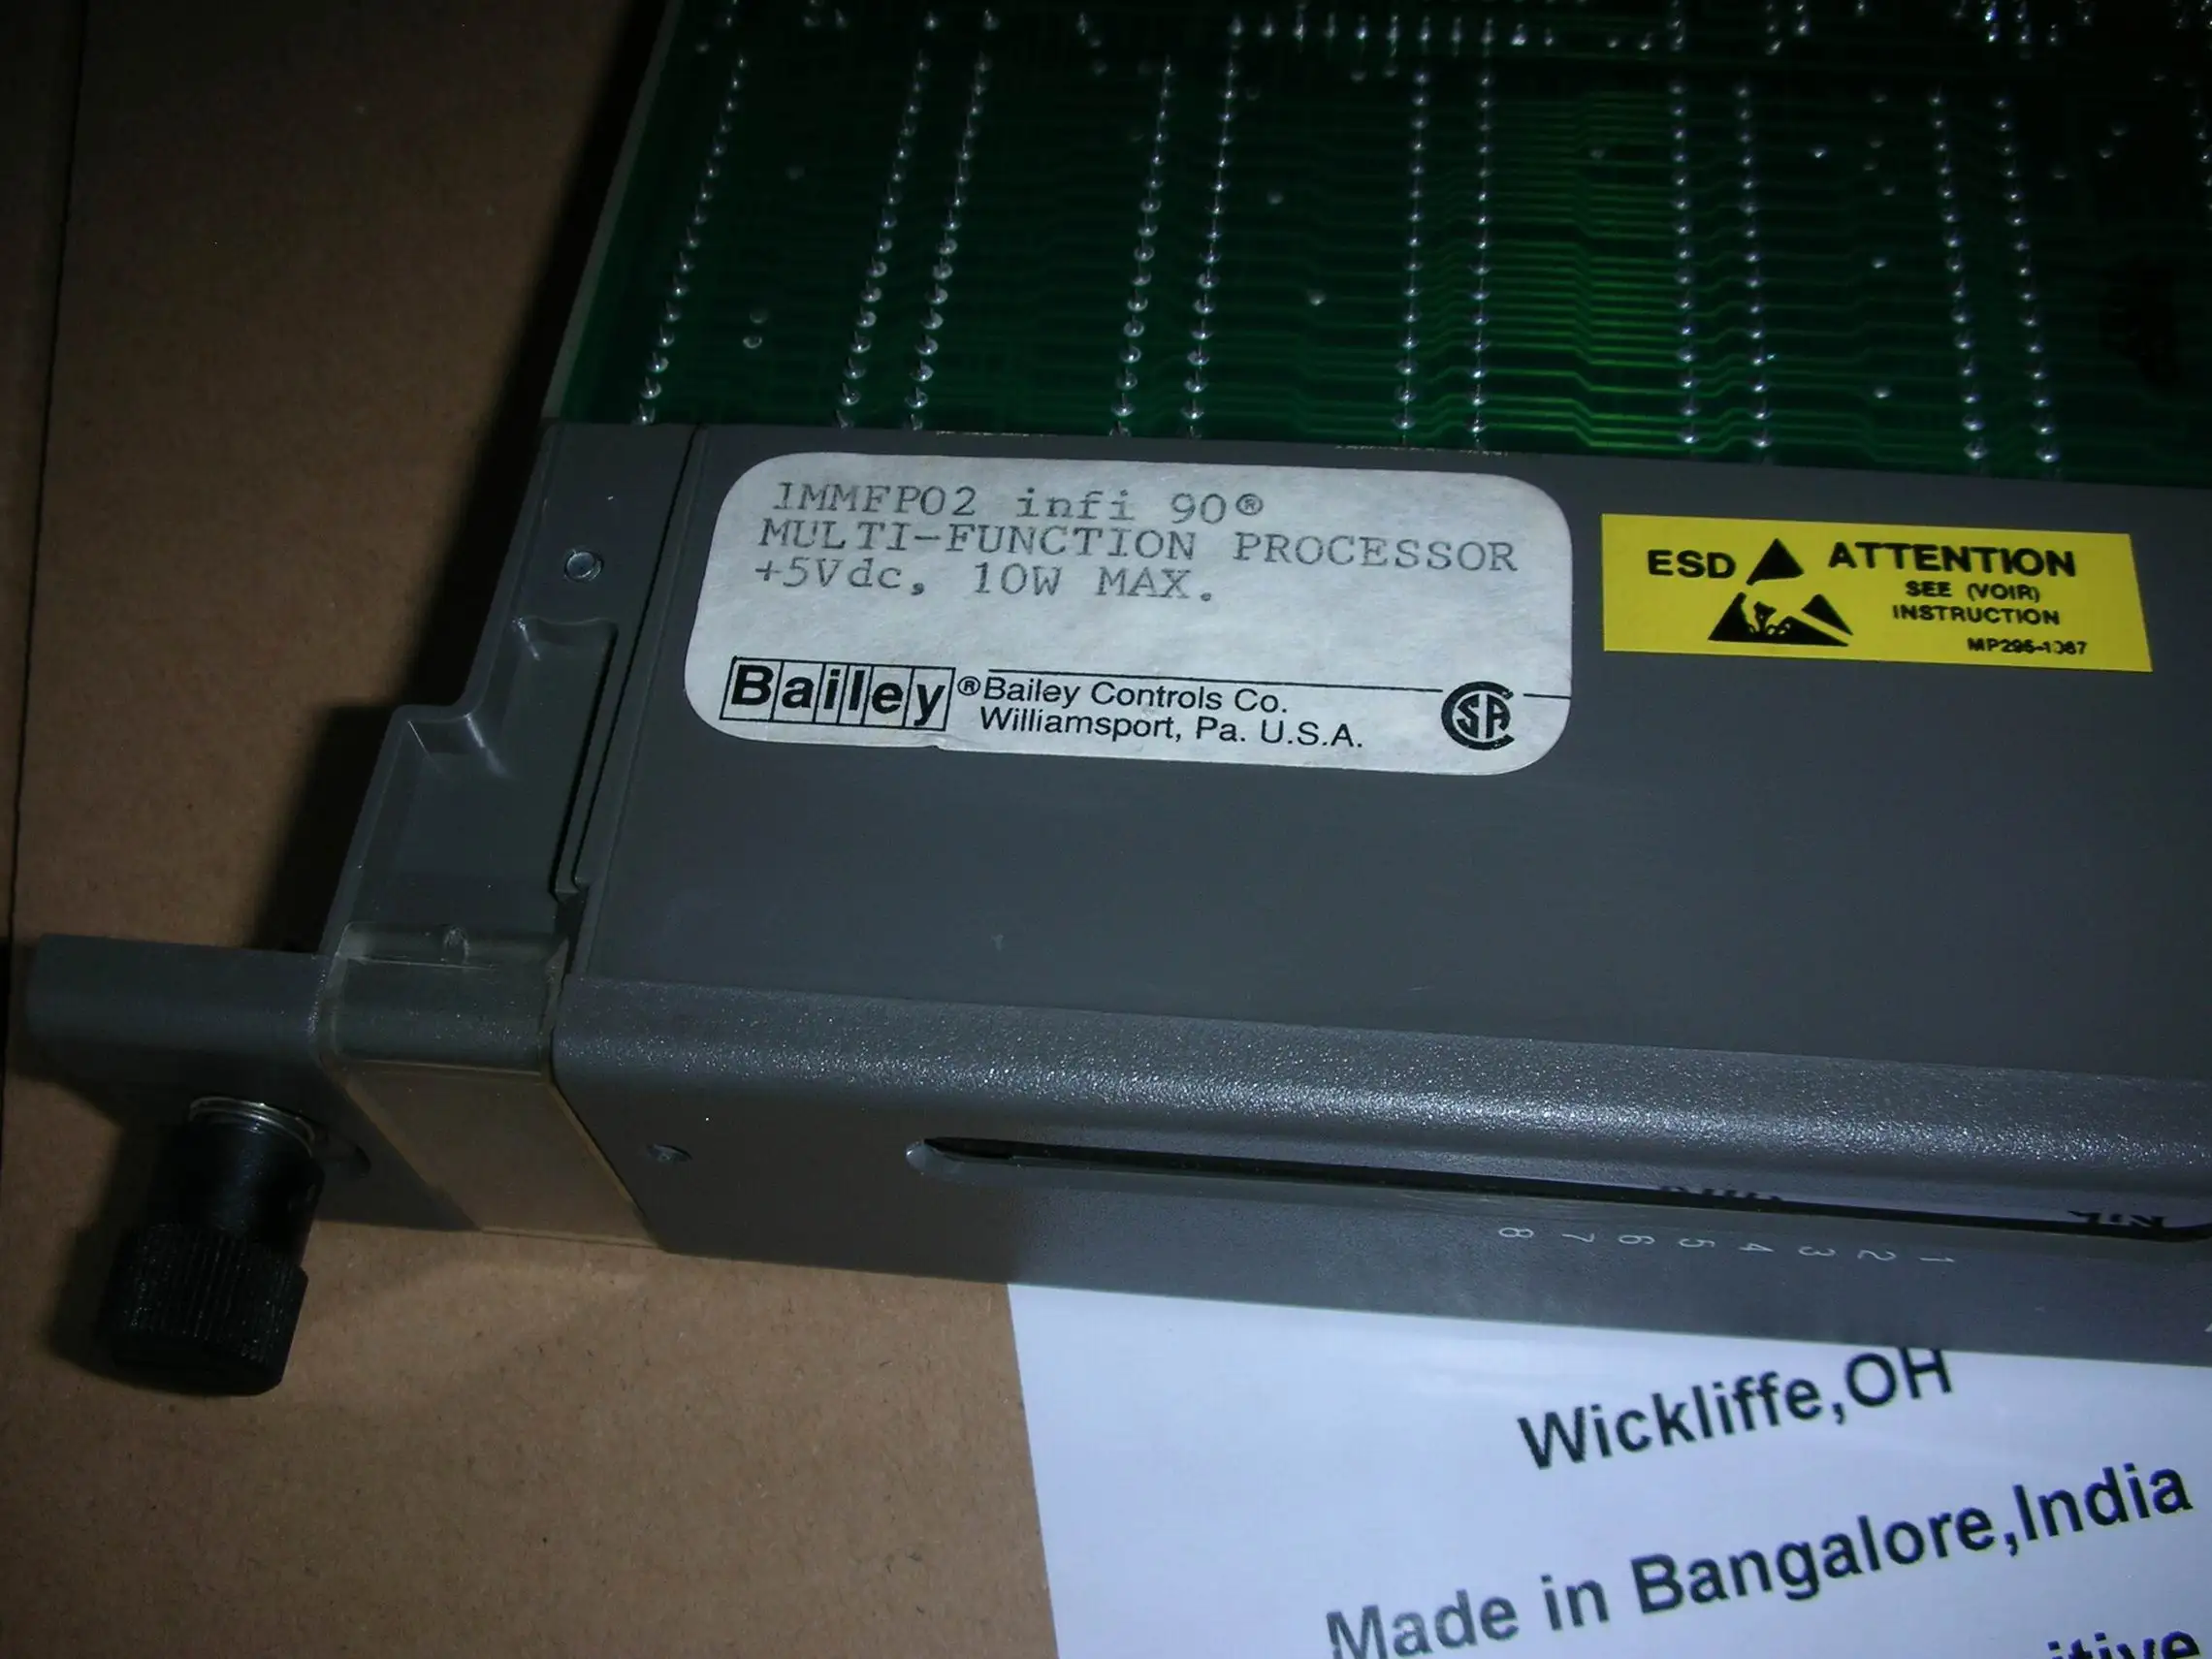 IMMFP02 infi 90®
MULTI-FUNCTION PROCESSOR
+5Vdc, 10W MAX.
Bailey® Bailey Controls Co.
Williamsport, Pa. U.S.A.
CSA
ESD ATTENTION
SEE (VOIR)
INSTRUCTION
8 7 6 5 4 3 2 1
Wickliffe,OH
Made in Bangalore,India